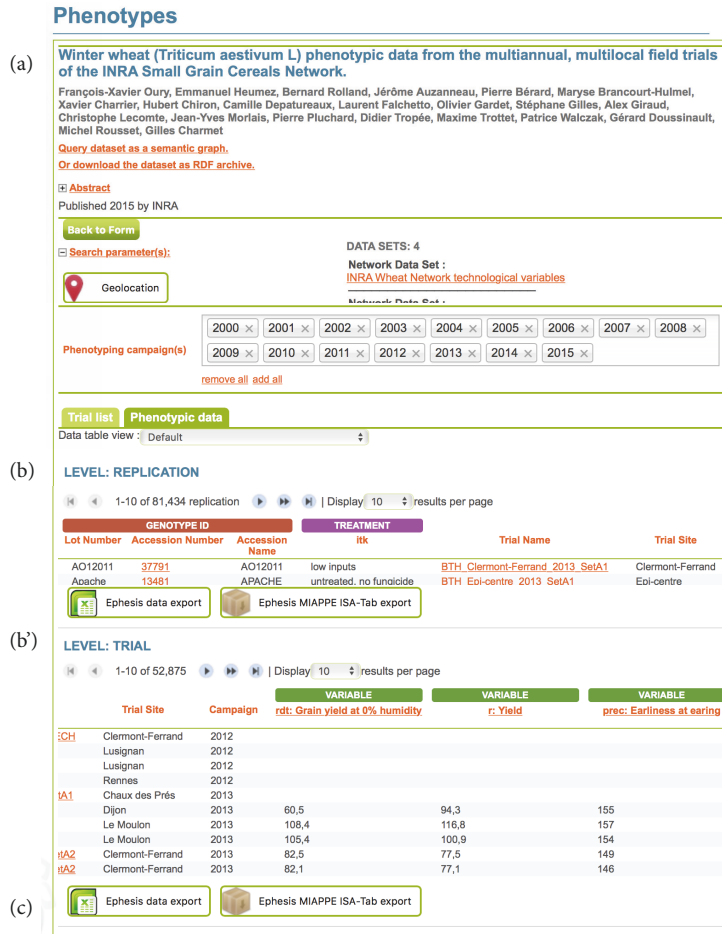 Phenotypes
(a)
Winter wheat (Triticum aestivum L) phenotypic data from the multiannual, multilocal field trials
of the INRA Small Grain Cereals Network.
François-Xavier Oury, Emmanuel Heumez, Bernard Rolland, Jérôme Auzanneau, Pierre Bérard, Maryse Brancourt-Hulmel,
Xavier Charrier, Hubert Chiron, Camille Depatureaux, Laurent Falchetto, Olivier Gardet, Stéphane Gilles, Alex Giraud,
Christophe Lecomte, Jean-Yves Morlais, Pierre Pluchard, Didier Tropée, Maxime Trottet, Patrice Walczak, Gérard Doussinault,
Michel Rousset, Gilles Charmet
Query dataset as a semantic graph.
Or download the dataset as RDF archive.
Abstract
Published 2015 by INRA
Back to Form
Search parameter(s):
Geolocation
DATA SETS: 4
Network Data Set :
INRA Wheat Network technological variables
Network Data Set :
Phenotyping campaign(s)
2000 × 2001 × 2002 × 2003 × 2004 × 2005 × 2006 × 2007 × 2008 ×
2009 × 2010 × 2011 × 2012 × 2013 × 2014 × 2015 ×
remove all add all
Trial list Phenotypic data
Data table view : Default
(b)
LEVEL: REPLICATION
1-10 of 81,434 replication | Display 10 results per page
GENOTYPE ID TREATMENT
Lot Number Accession Number Accession Name itk Trial Name Trial Site
AO12011 37791 AO12011 low inputs BTH_Clermont-Ferrand_2013_SetA1 Clermont-Ferrand
Apache 13481 APACHE untreated, no fungicide BTH_Epi-centre_2013_SetA1 Epi-centre
Ephesis data export Ephesis MIAPPE ISA-Tab export
(b')
LEVEL: TRIAL
1-10 of 52,875 | Display 10 results per page
VARIABLE VARIABLE VARIABLE
Trial Site Campaign rdt: Grain yield at 0% humidity r: Yield prec: Earliness at earing
ECH Clermont-Ferrand 2012
Lusignan 2012
Lusignan 2012
Rennes 2012
tA1 Chaux des Prés 2013
Dijon 2013 60,5 94,3 155
Le Moulon 2013 108,4 116,8 157
Le Moulon 2013 105,4 100,9 154
tA2 Clermont-Ferrand 2013 82,5 77,5 149
tA2 Clermont-Ferrand 2013 82,1 77,1 146
(c)
Ephesis data export Ephesis MIAPPE ISA-Tab export